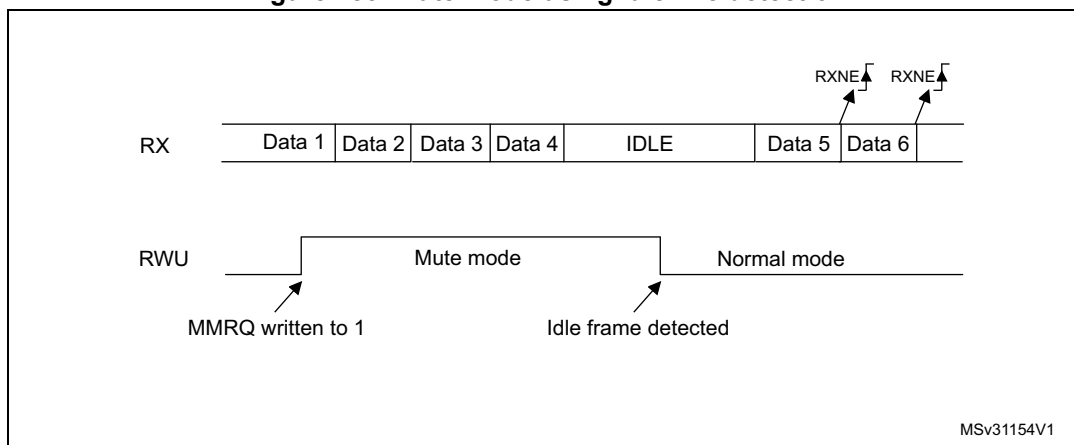 RXNE RXNE
RX Data 1 Data 2 Data 3 Data 4 IDLE Data 5 Data 6
RWU Mute mode Normal mode
MMRQ written to 1 Idle frame detected
MSv31154V1